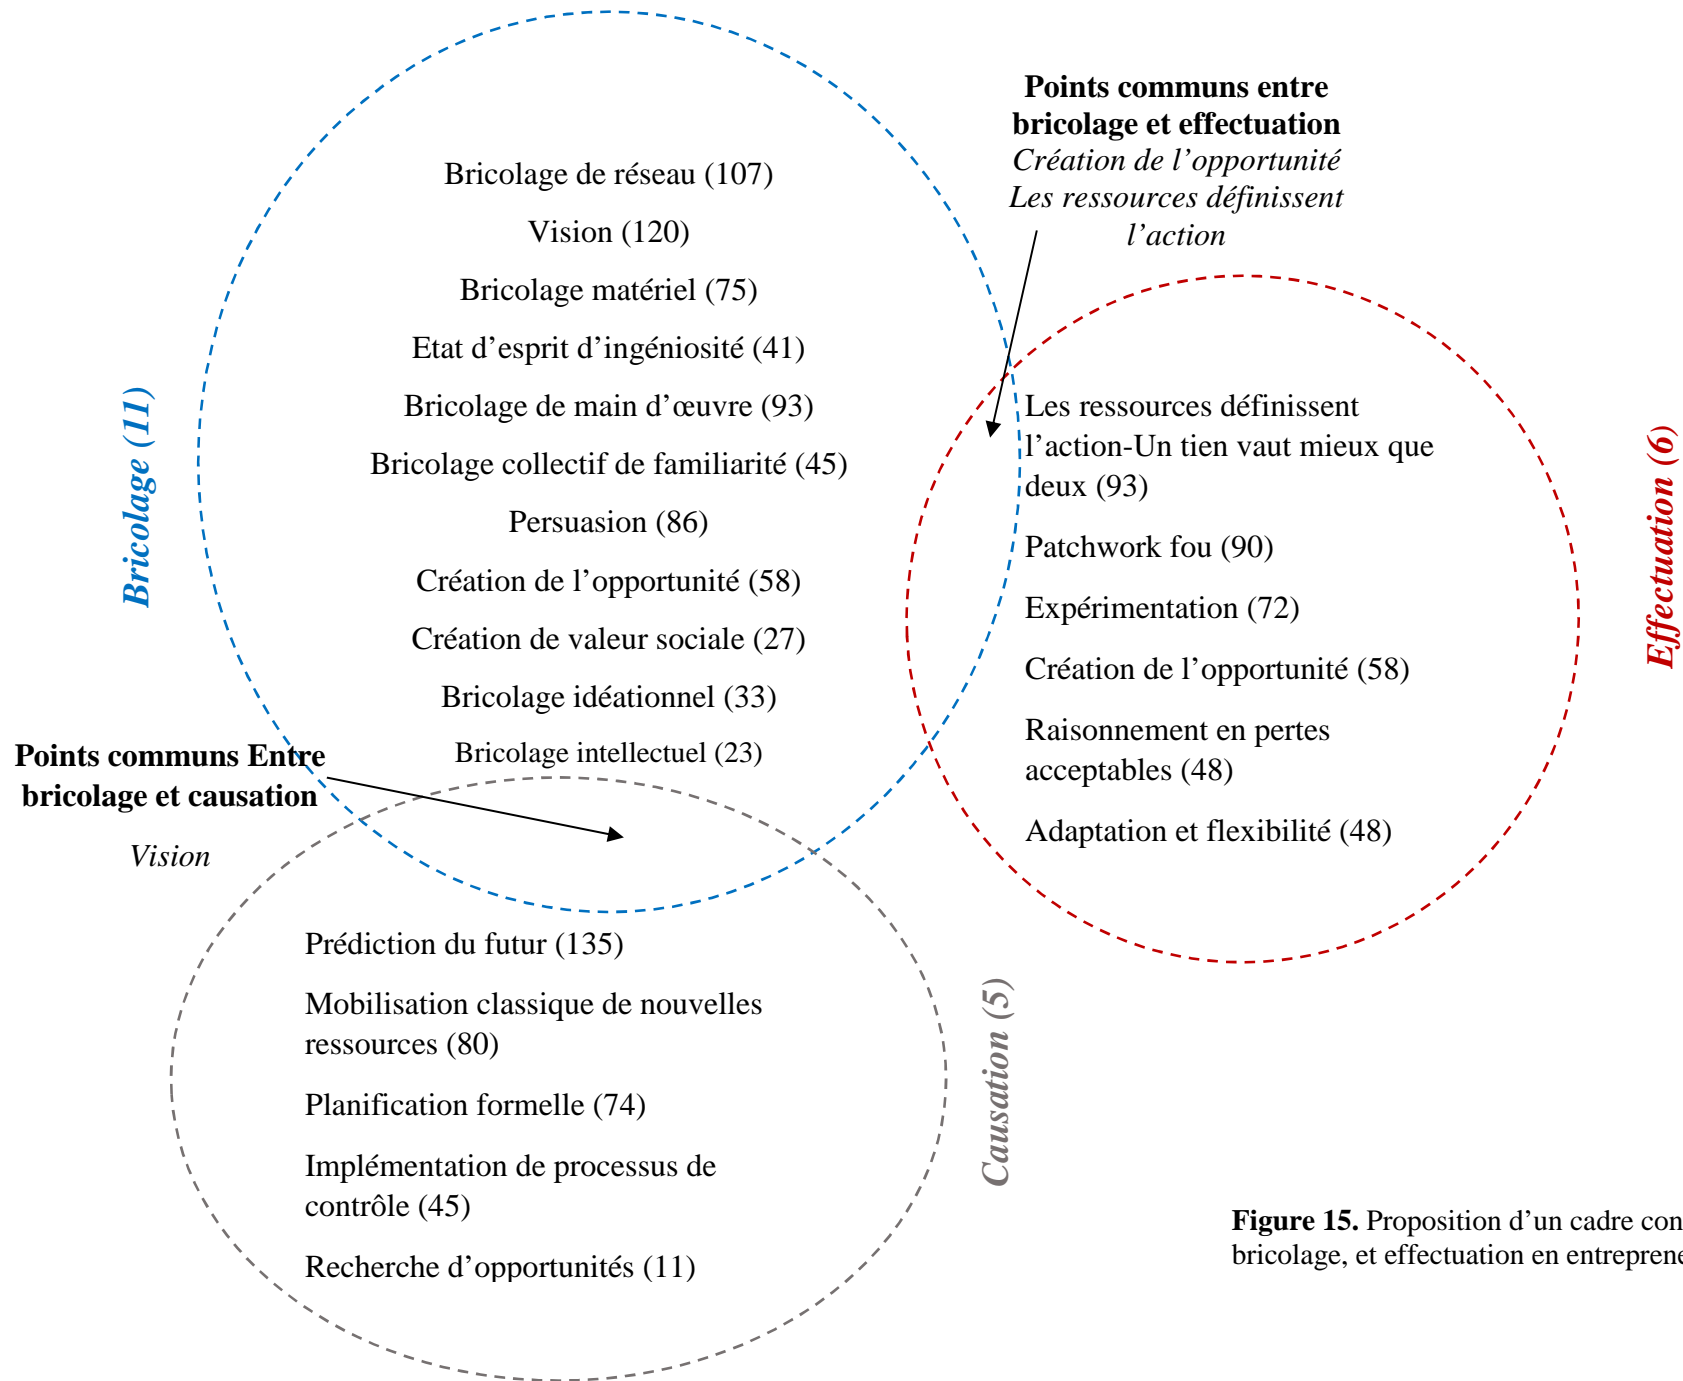 Points communs entre
bricolage et effectuation
Création de l’opportunité
Les ressources définissent
l’action
Bricolage (11)
Bricolage de réseau (107)
Vision (120)
Bricolage matériel (75)
Etat d’esprit d’ingéniosité (41)
Bricolage de main d’œuvre (93)
Bricolage collectif de familiarité (45)
Persuasion (86)
Création de l’opportunité (58)
Création de valeur sociale (27)
Bricolage idéationnel (33)
Bricolage intellectuel (23)
Effectuation (6)
Les ressources définissent
l’action-Un tien vaut mieux que
deux (93)
Patchwork fou (90)
Expérimentation (72)
Création de l’opportunité (58)
Raisonnement en pertes
acceptables (48)
Adaptation et flexibilité (48)
Points communs Entre
bricolage et causation
Vision
Causation (5)
Prédiction du futur (135)
Mobilisation classique de nouvelles
ressources (80)
Planification formelle (74)
Implémentation de processus de
contrôle (45)
Recherche d’opportunités (11)
Figure 15. Proposition d’un cadre con
bricolage, et effectuation en entreprene